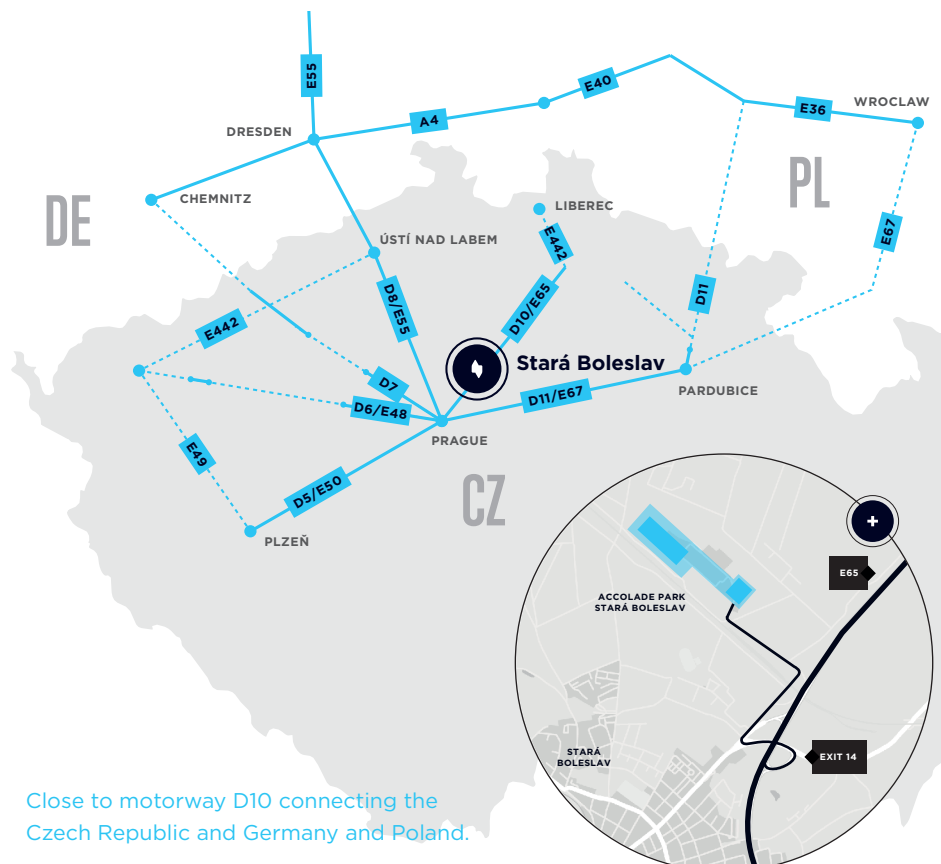 E55
E40
E36
WROCLAW
A4
DRESDEN
PL
CHEMNITZ
DE
LIBEREC
E67
ÚSTÍ NAD LABEM
E442
D11
D10/E65
D8/E55
E442
Stará Boleslav
D7
D6/E48
D11/E67
PARDUBICE
PRAGUE
E49
CZ
D5/E50
PLZEŇ
+
E65
ACCOLADE PARK
STARÁ BOLESLAV
EXIT 14
STARÁ
BOLESLAV
Close to motorway D10 connecting the
Czech Republic and Germany and Poland.